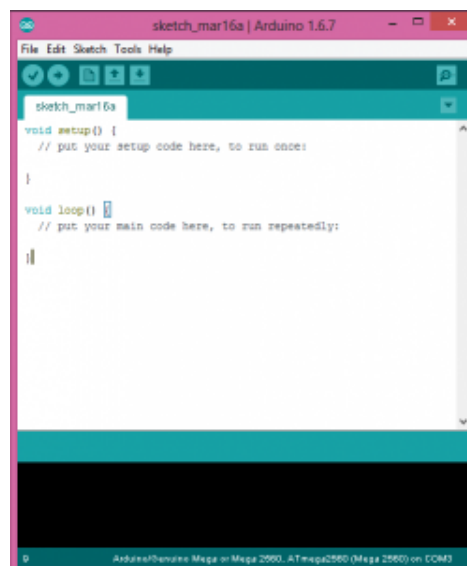 sketch_mar16a | Arduino 1.6.7
File Edit Sketch Tools Help
sketch_mar16a
void setup() {
// put your setup code here, to run once:
}
void loop() {
// put your main code here, to run repeatedly:
}
9 Arduino/Genuino Mega or Mega 2560, ATmega2560 (Mega 2560) on COM3